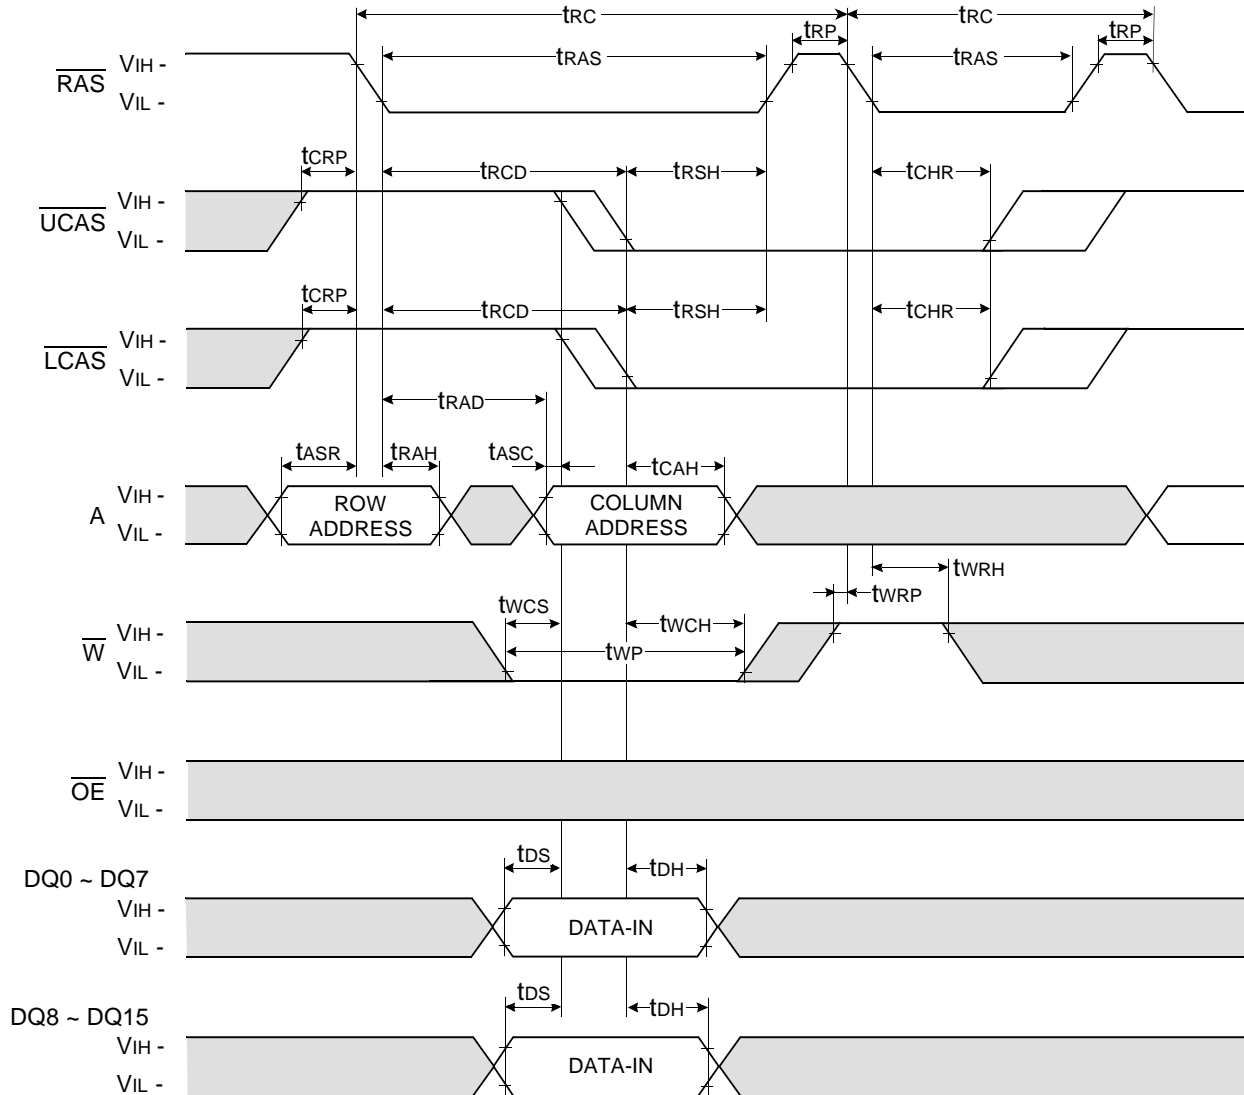 tRC tRC
tRP tRP
tRAS tRAS
RAS
VIH -
VIL -
tCRP tRCD tRSH tCHR
UCAS
VIH -
VIL -
tCRP tRCD tRSH tCHR
LCAS
VIH -
VIL -
tRAD
tASR tRAH tASC tCAH
A
VIH -
VIL -
ROW
ADDRESS
COLUMN
ADDRESS
tWRH
tWRP
tWCS tWCH
tWP
W
VIH -
VIL -
OE
VIH -
VIL -
tDS tDH
DQ0 ~ DQ7
VIH -
VIL -
DATA-IN
tDS tDH
DQ8 ~ DQ15
VIH -
VIL -
DATA-IN